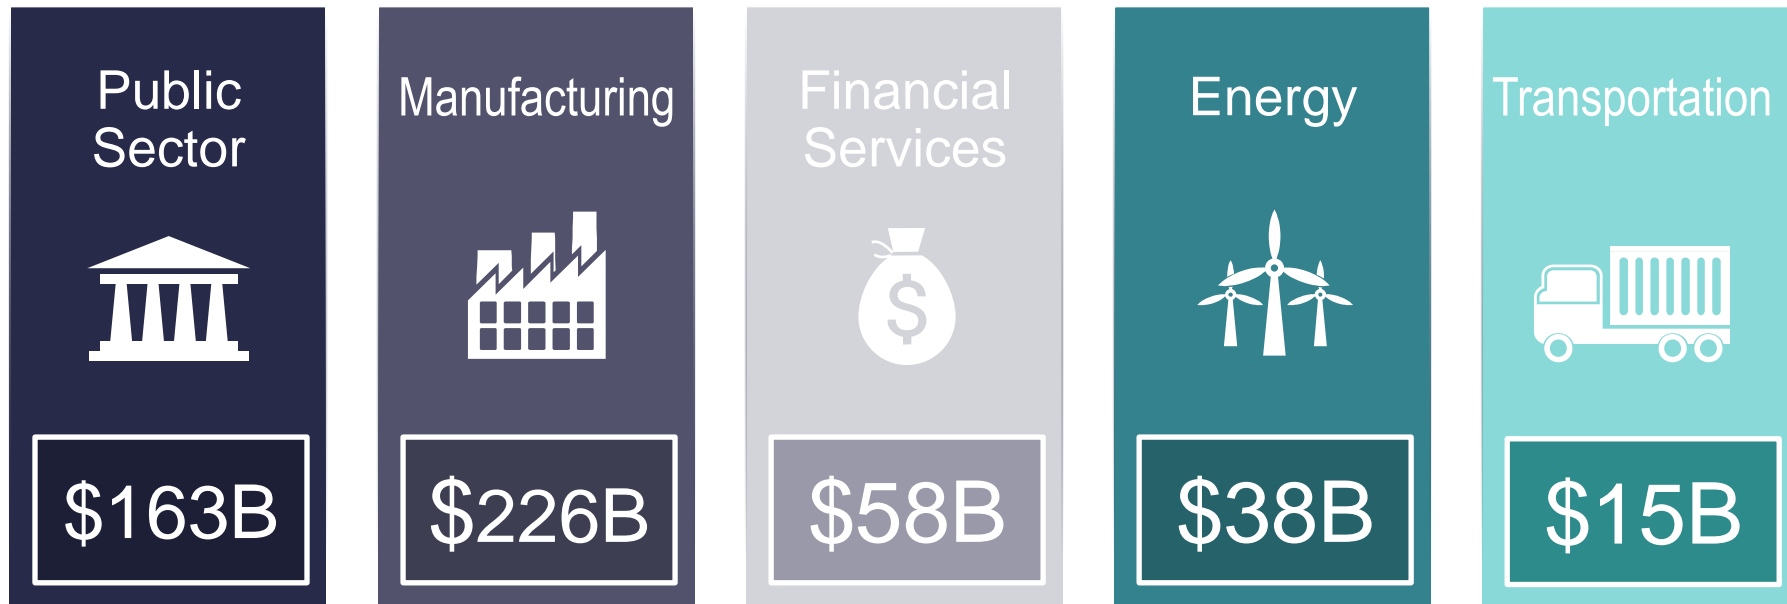 Public
Sector
$163B
Manufacturing
$226B
Financial
Services
$
$58B
Energy
$38B
Transportation
$15B